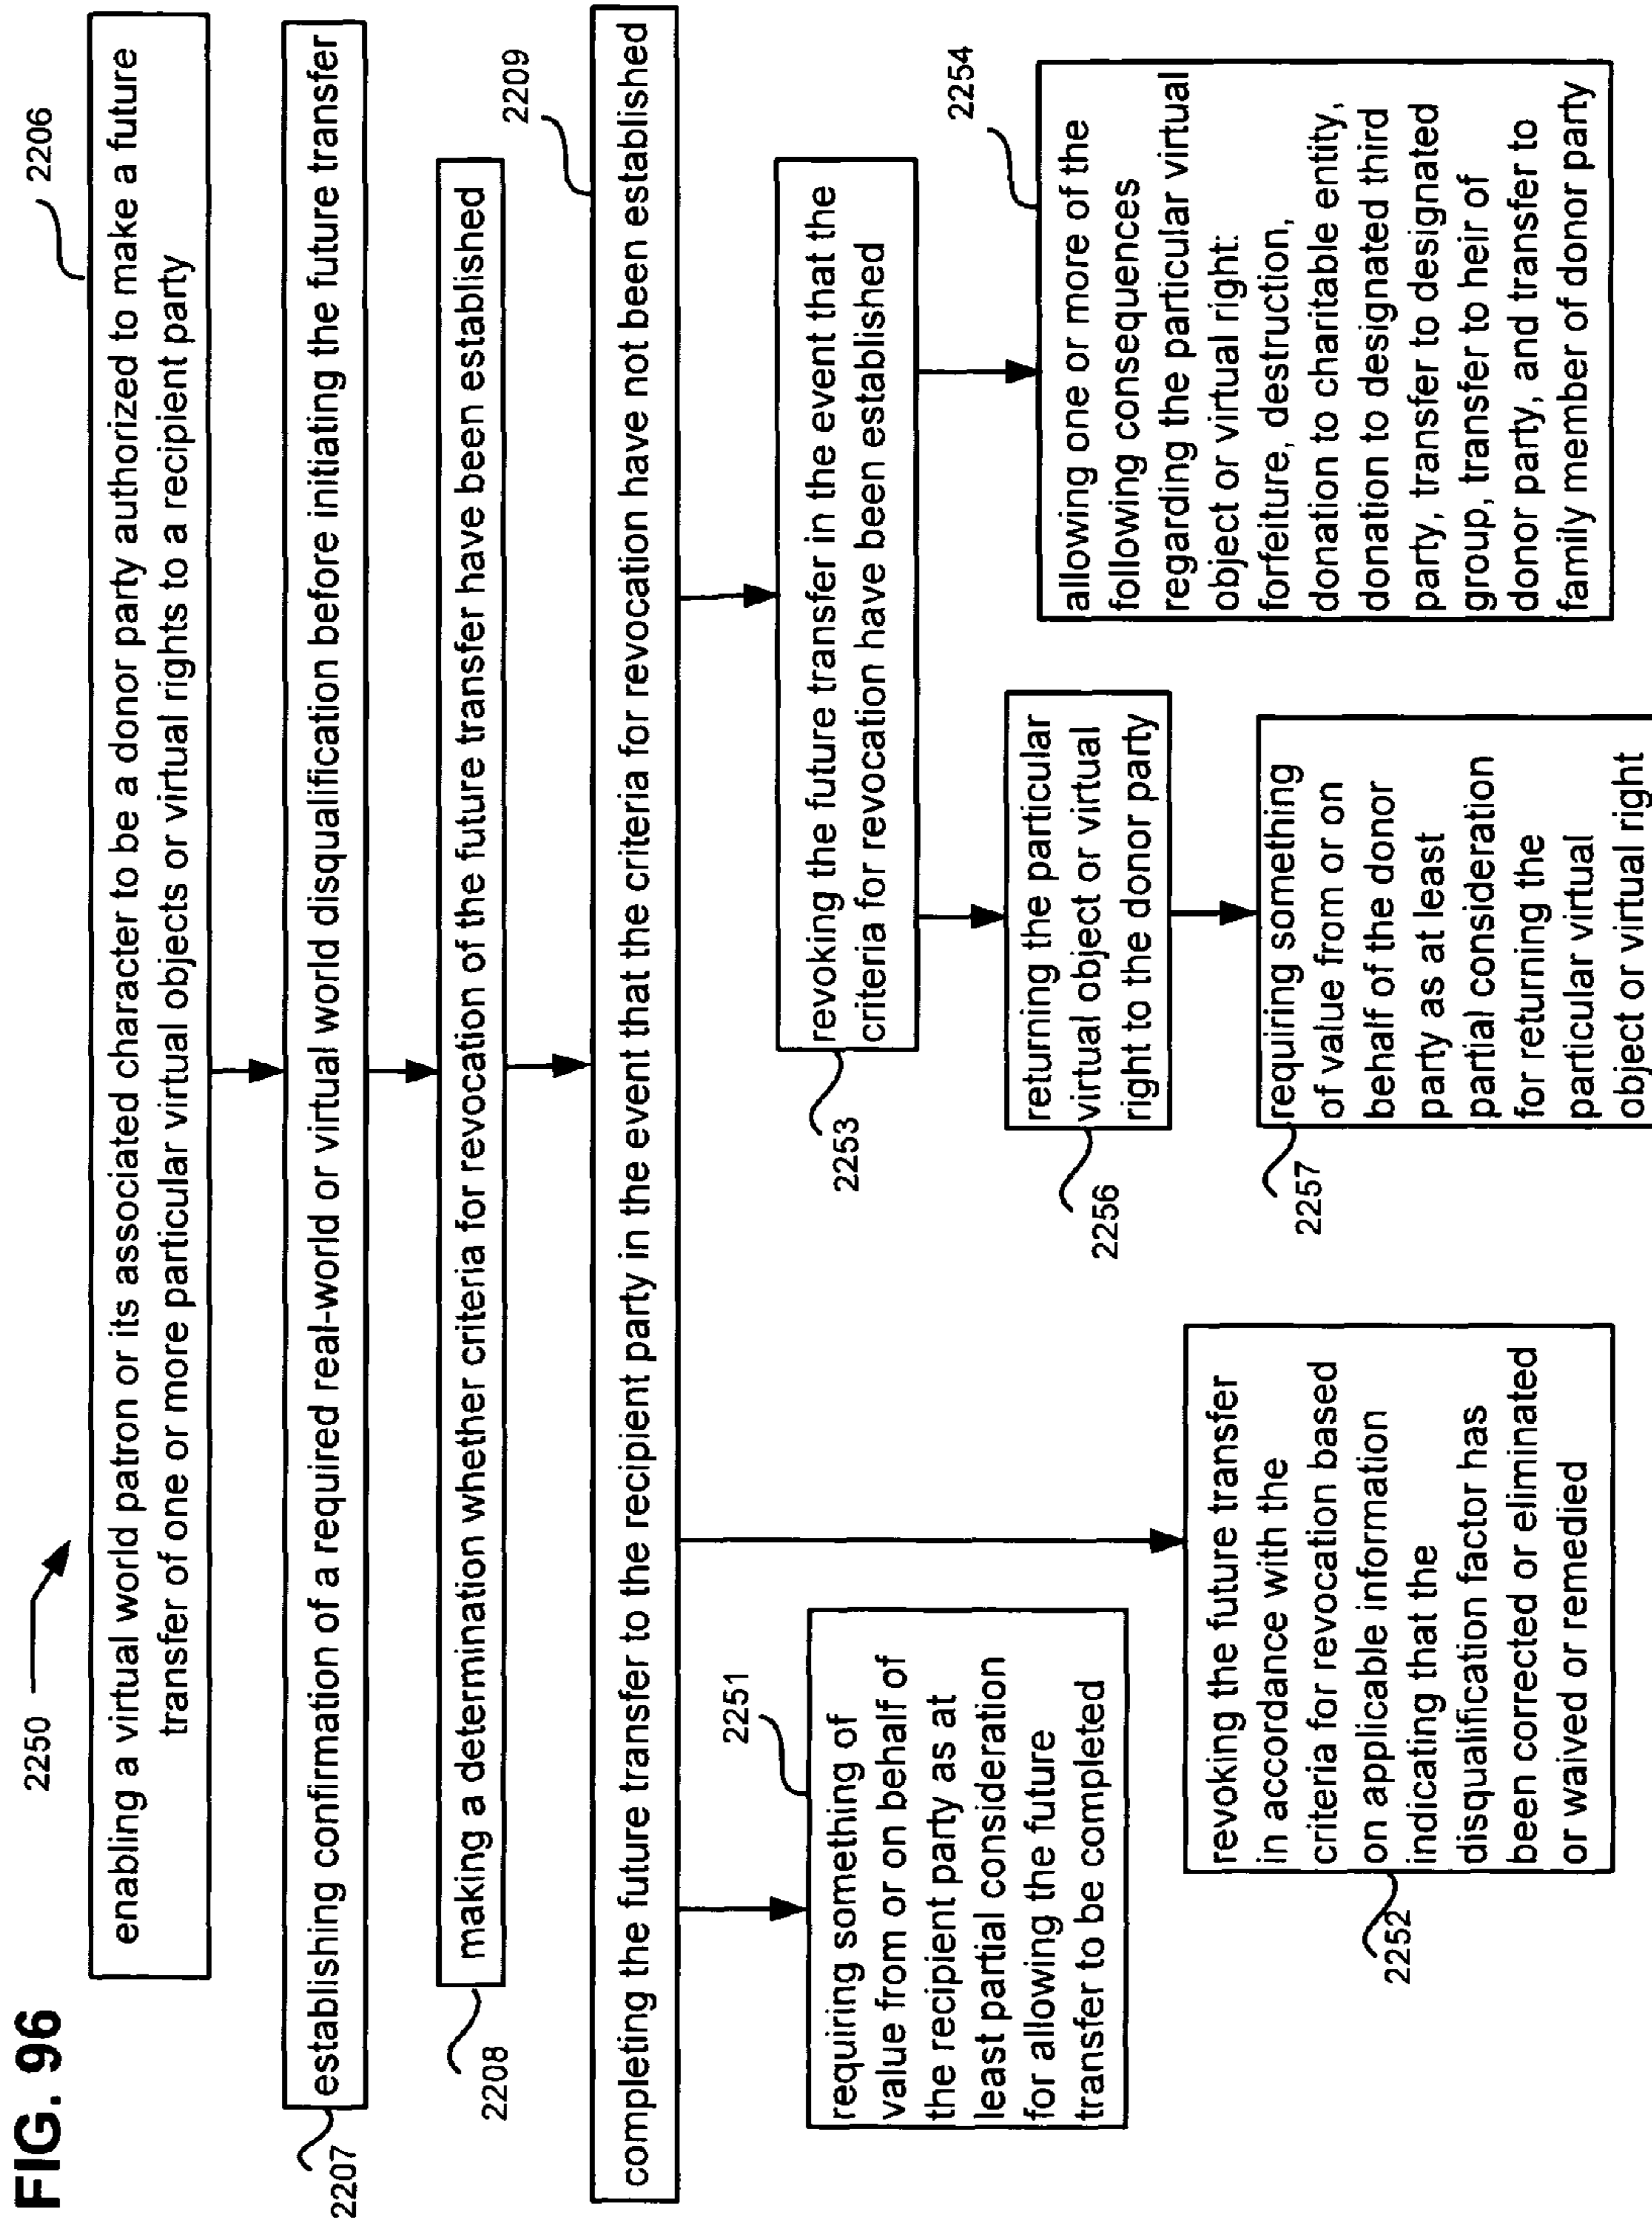 FIG. 96
2250
2206
enabling a virtual world patron or its associated character to be a donor party authorized to make a future
transfer of one or more particular virtual objects or virtual rights to a recipient party
2207
establishing confirmation of a required real-world or virtual world disqualification before initiating the future transfer
2208
making a determination whether criteria for revocation of the future transfer have been established
2209
completing the future transfer to the recipient party in the event that the criteria for revocation have not been established
2251
requiring something of
value from or on behalf of
the recipient party as at
least partial consideration
for allowing the future
transfer to be completed
2252
revoking the future transfer
in accordance with the
criteria for revocation based
on applicable information
indicating that the
disqualification factor has
been corrected or eliminated
or waived or remedied
2253
revoking the future transfer in the event that the
criteria for revocation have been established
2256
returning the particular
virtual object or virtual
right to the donor party
2257
requiring something
of value from or on
behalf of the donor
party as at least
partial consideration
for returning the
particular virtual
object or virtual right
2254
allowing one or more of the
following consequences
regarding the particular virtual
object or virtual right:
forfeiture, destruction,
donation to charitable entity,
donation to designated third
party, transfer to designated
group, transfer to heir of
donor party, and transfer to
family member of donor party